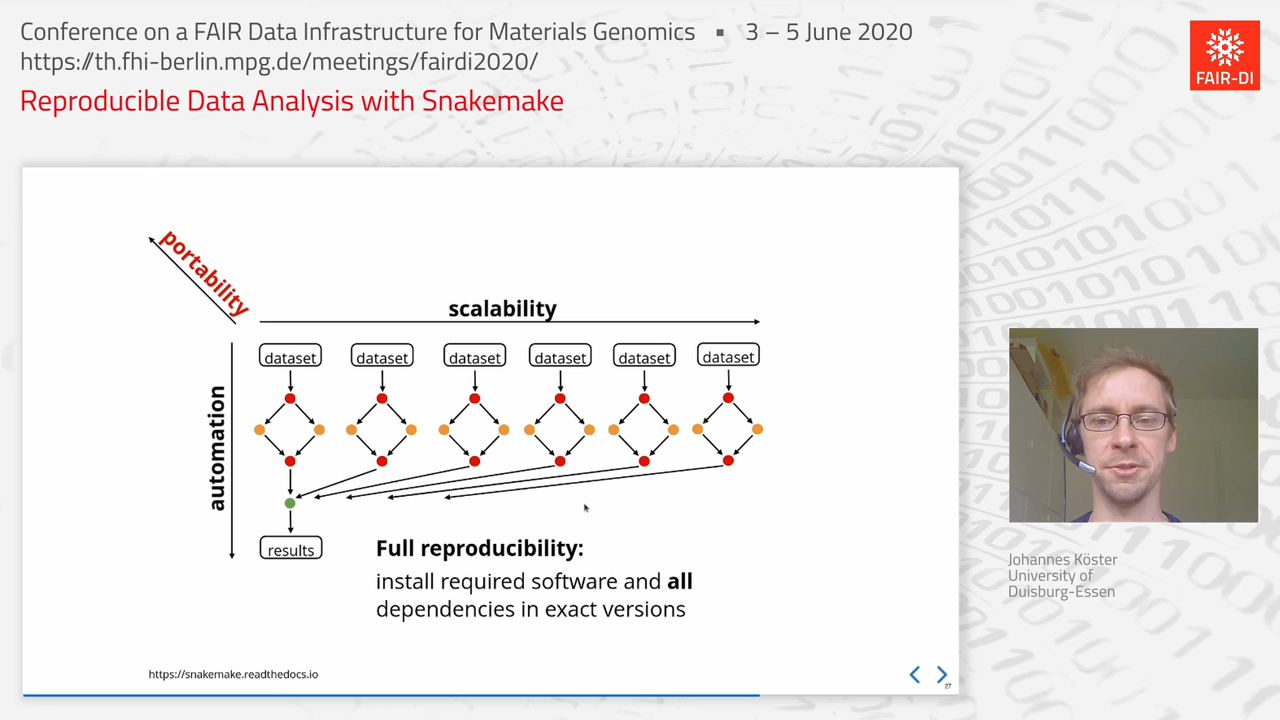 Conference on a FAIR Data Infrastructure for Materials Genomics ▪ 3 – 5 June 2020
https://th.fhi-berlin.mpg.de/meetings/fairdi2020/
Reproducible Data Analysis with Snakemake
FAIR-DI
portability
scalability
dataset dataset dataset dataset dataset dataset
automation
results
Full reproducibility:
install required software and all
dependencies in exact versions
https://snakemake.readthedocs.io
27
Johannes Köster
University of
Duisburg-Essen